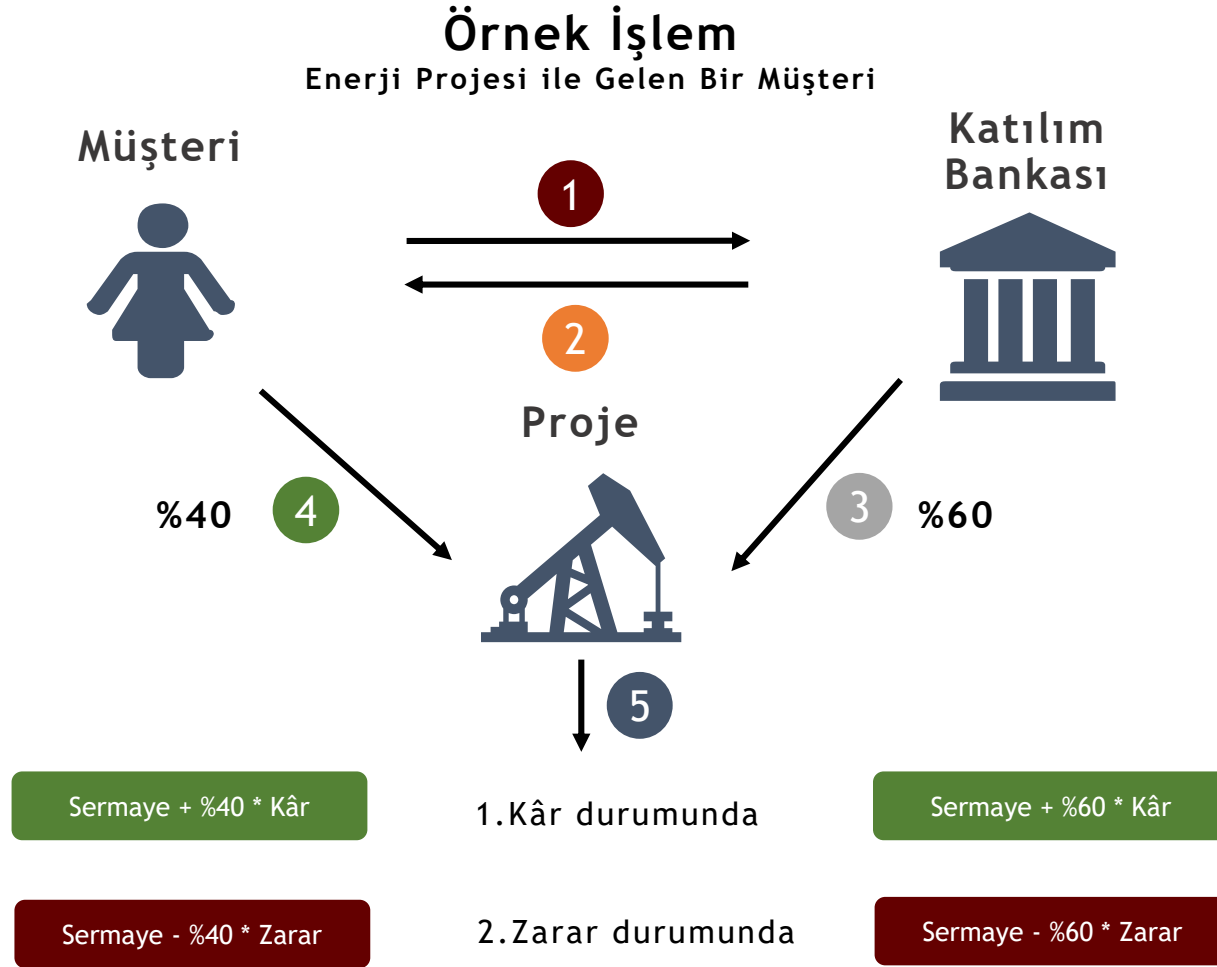 Örnek İşlem
Enerji Projesi ile Gelen Bir Müşteri
Müşteri
Katılım
Bankası
1
2
Proje
%40
4
3
%60
5
Sermaye + %40 * Kâr
1.Kâr durumunda
Sermaye + %60 * Kâr
Sermaye - %40 * Zarar
2.Zarar durumunda
Sermaye - %60 * Zarar